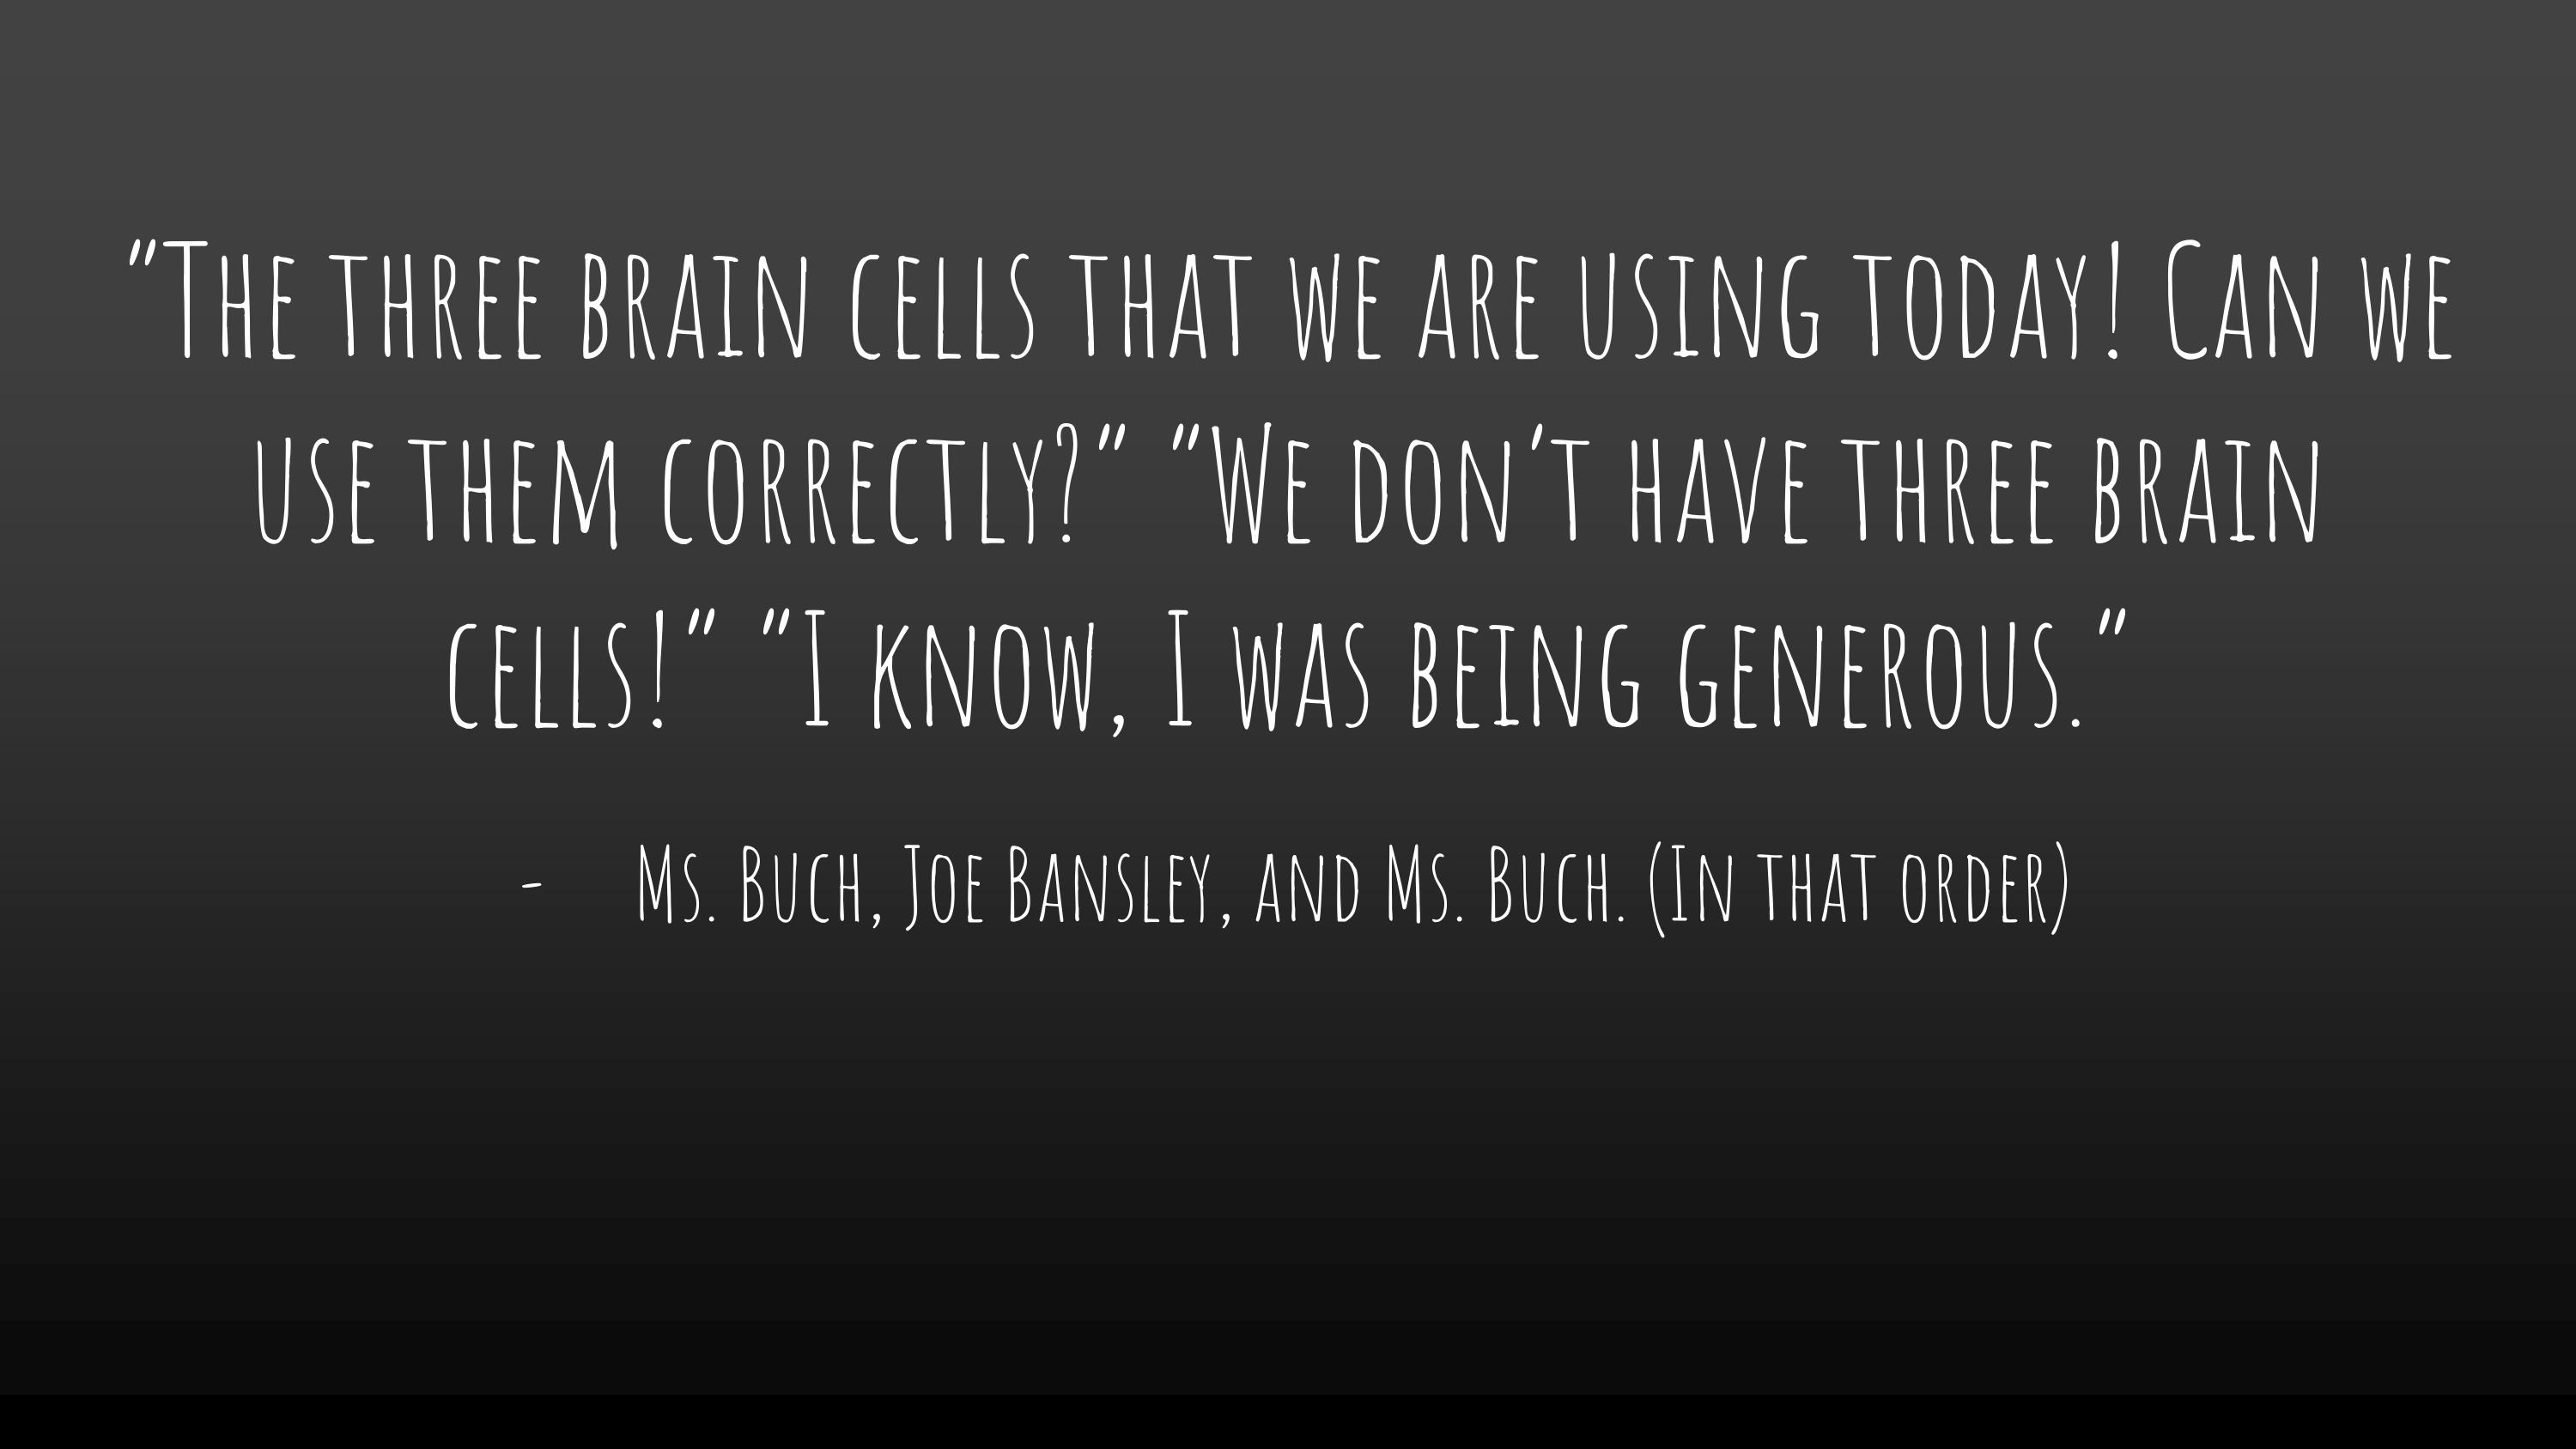 "The three brain cells that we are using today! Can we
use them correctly?" "We don't have three brain
cells!" "I know, I was being generous."
- Ms. Buch, Joe Bansley, and Ms. Buch. (In that order)